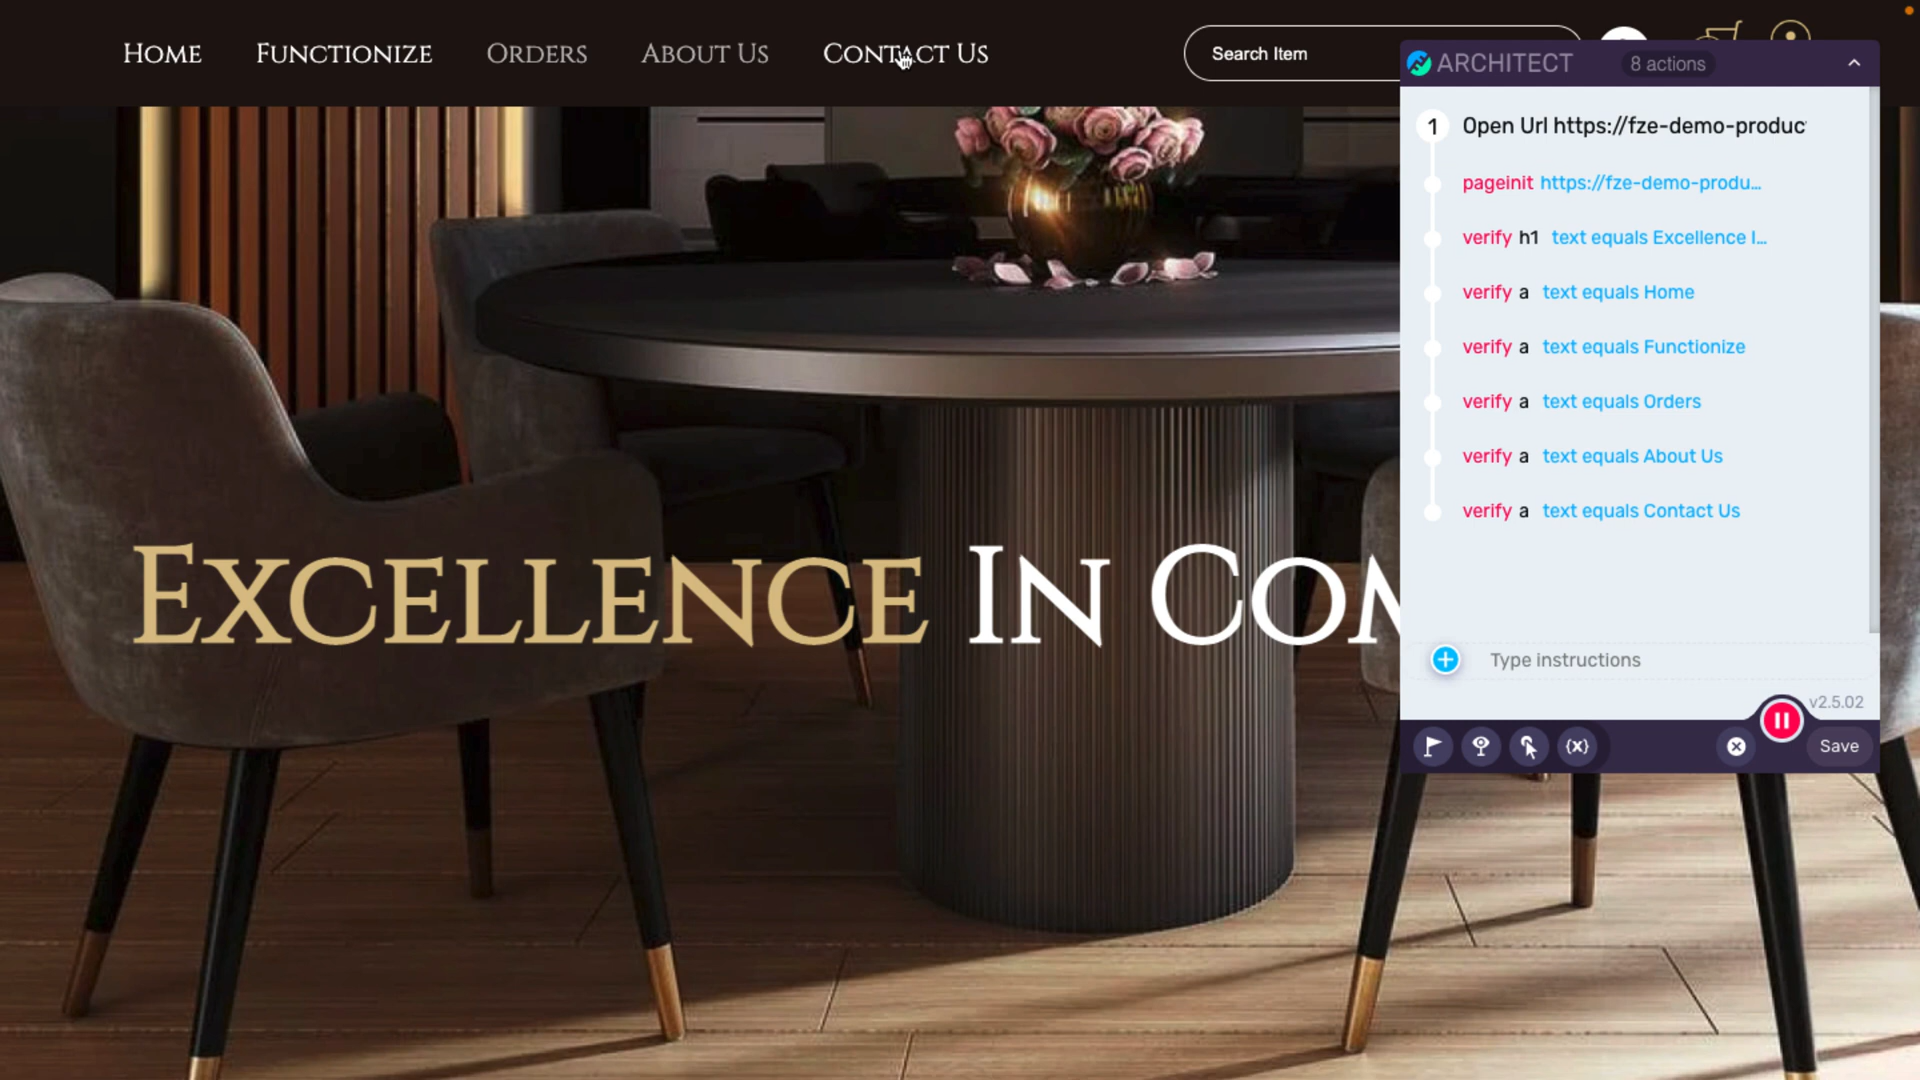 Home Functionize Orders About Us Contact Us
Search Item
ARCHITECT 8 actions
1 Open Url https://fze-demo-produc
pageinit https://fze-demo-produ...
verify h1 text equals Excellence I...
verify a text equals Home
verify a text equals Functionize
verify a text equals Orders
verify a text equals About Us
verify a text equals Contact Us
Excellence In Com
Type instructions
v2.5.02
{x} Save